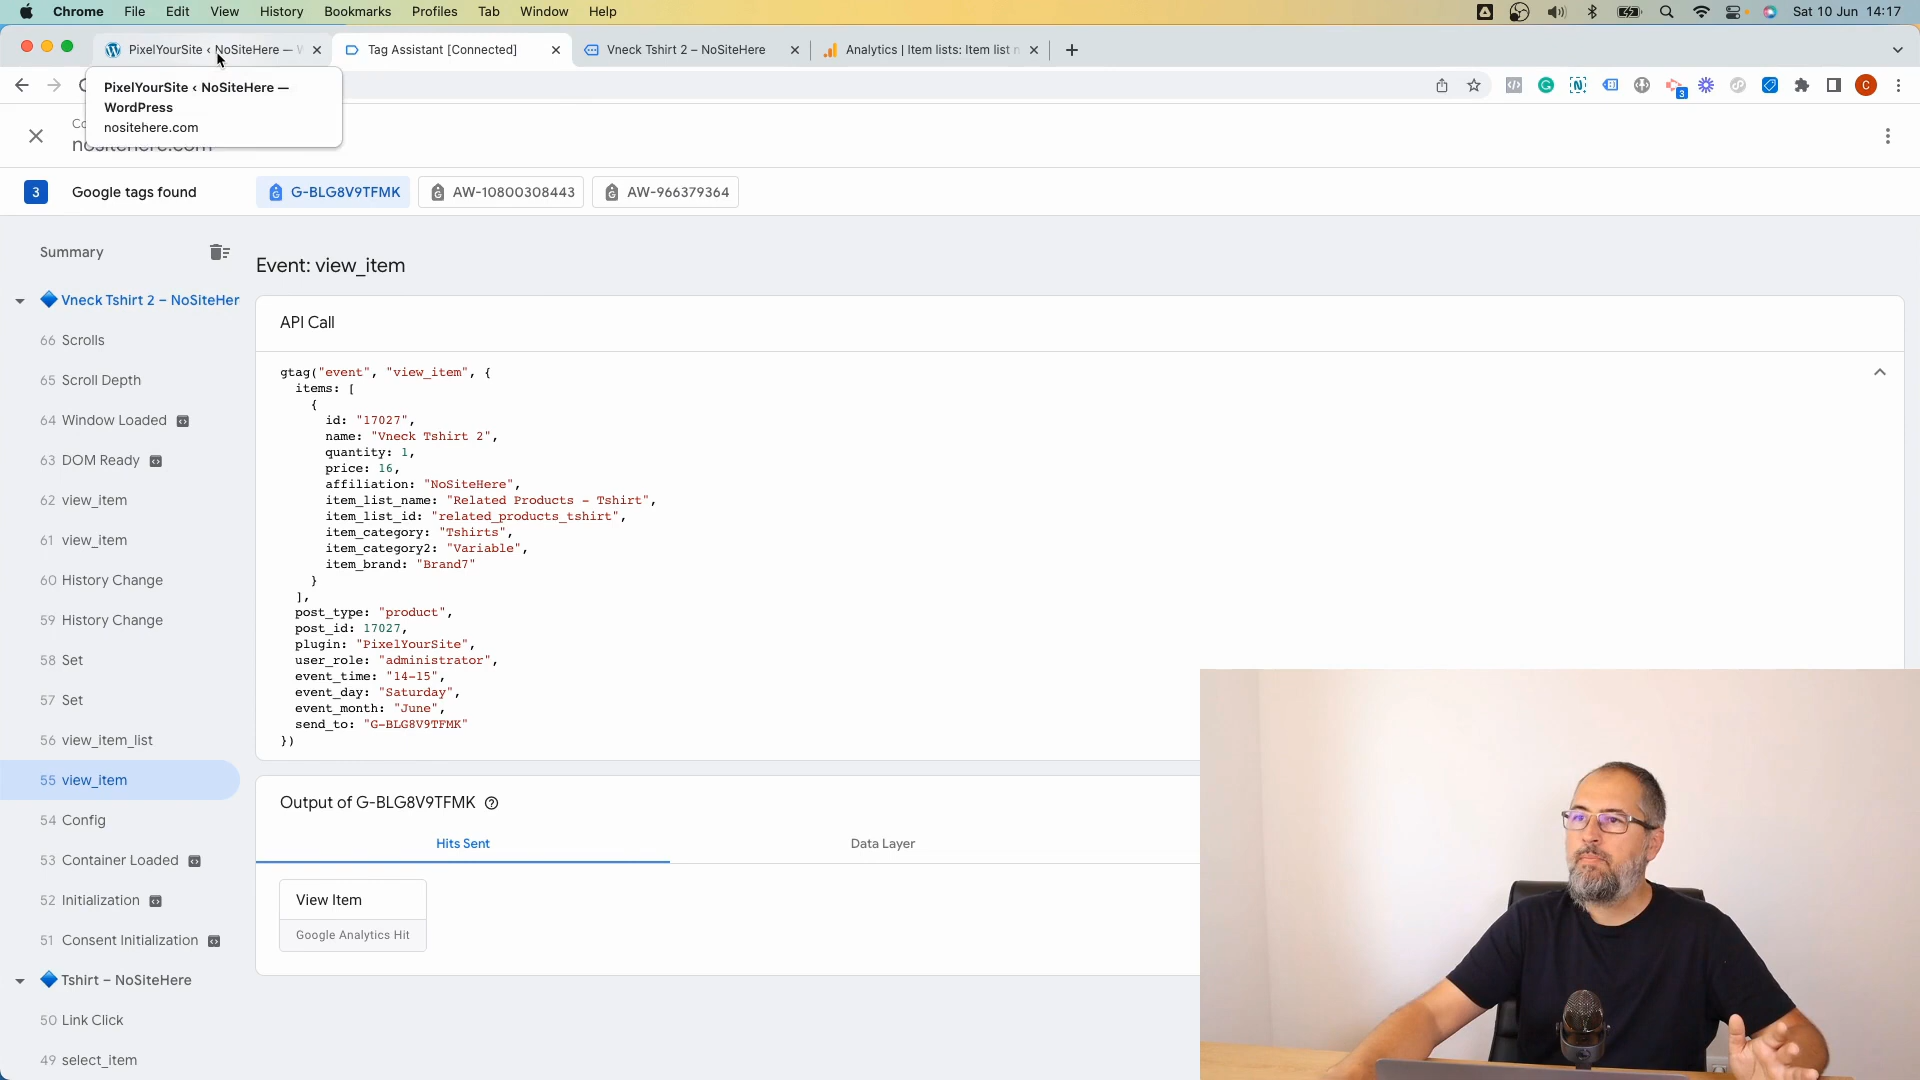 Chrome File Edit View History Bookmarks Profiles Tab Window Help
Sat 10 Jun 14:17
PixelYourSite ‹ NoSiteHere — W
Tag Assistant [Connected]
Vneck Tshirt 2 – NoSiteHere
Analytics | Item lists: Item list n
PixelYourSite ‹ NoSiteHere —
WordPress
nositehere.com
3
C
Co
nositehere.com
3
Google tags found
G-BLG8V9TFMK
AW-10800308443
AW-966379364
Summary
Vneck Tshirt 2 – NoSiteHer
66 Scrolls
65 Scroll Depth
64 Window Loaded
63 DOM Ready
62 view_item
61 view_item
60 History Change
59 History Change
58 Set
57 Set
56 view_item_list
55 view_item
54 Config
53 Container Loaded
52 Initialization
51 Consent Initialization
Tshirt – NoSiteHere
50 Link Click
49 select_item
Event: view_item
API Call
gtag("event", "view_item", {
items: [
{
id: "17027",
name: "Vneck Tshirt 2",
quantity: 1,
price: 16,
affiliation: "NoSiteHere",
item_list_name: "Related Products - Tshirt",
item_list_id: "related_products_tshirt",
item_category: "Tshirts",
item_category2: "Variable",
item_brand: "Brand7"
}
],
post_type: "product",
post_id: 17027,
plugin: "PixelYourSite",
user_role: "administrator",
event_time: "14-15",
event_day: "Saturday",
event_month: "June",
send_to: "G-BLG8V9TFMK"
})
Output of G-BLG8V9TFMK
Hits Sent
Data Layer
View Item
Google Analytics Hit